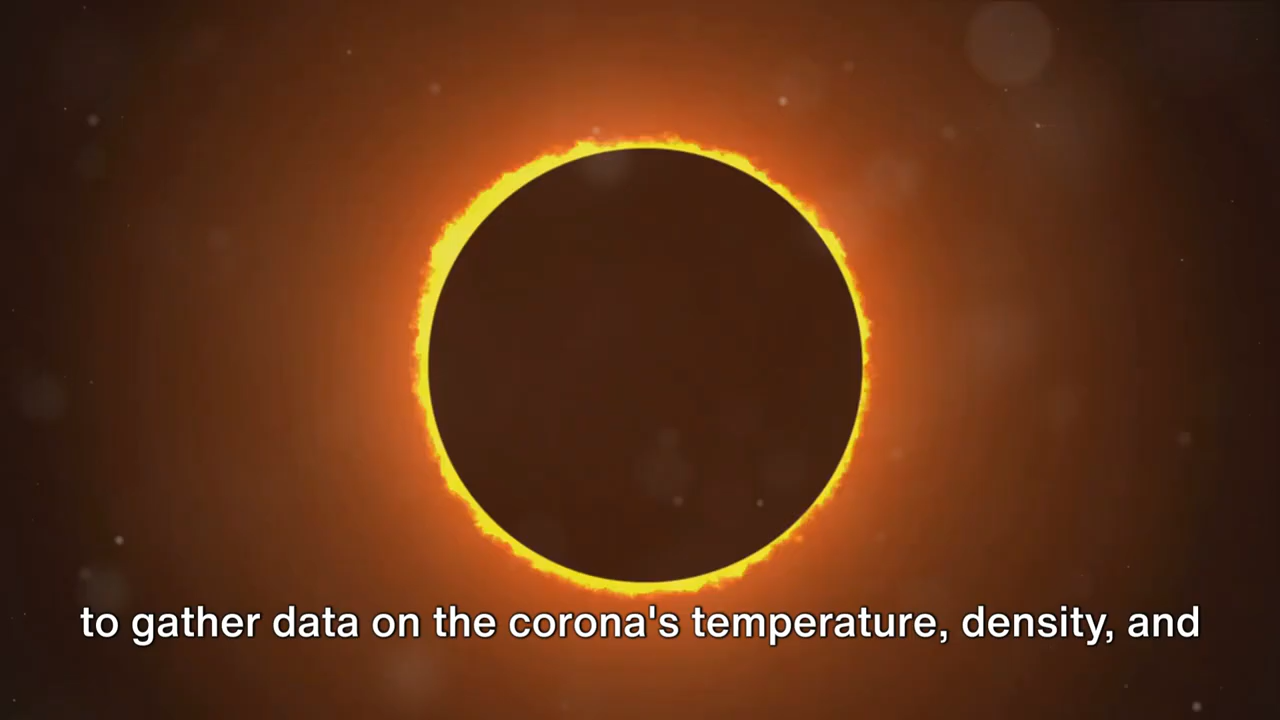 to gather data on the corona's temperature, density, and